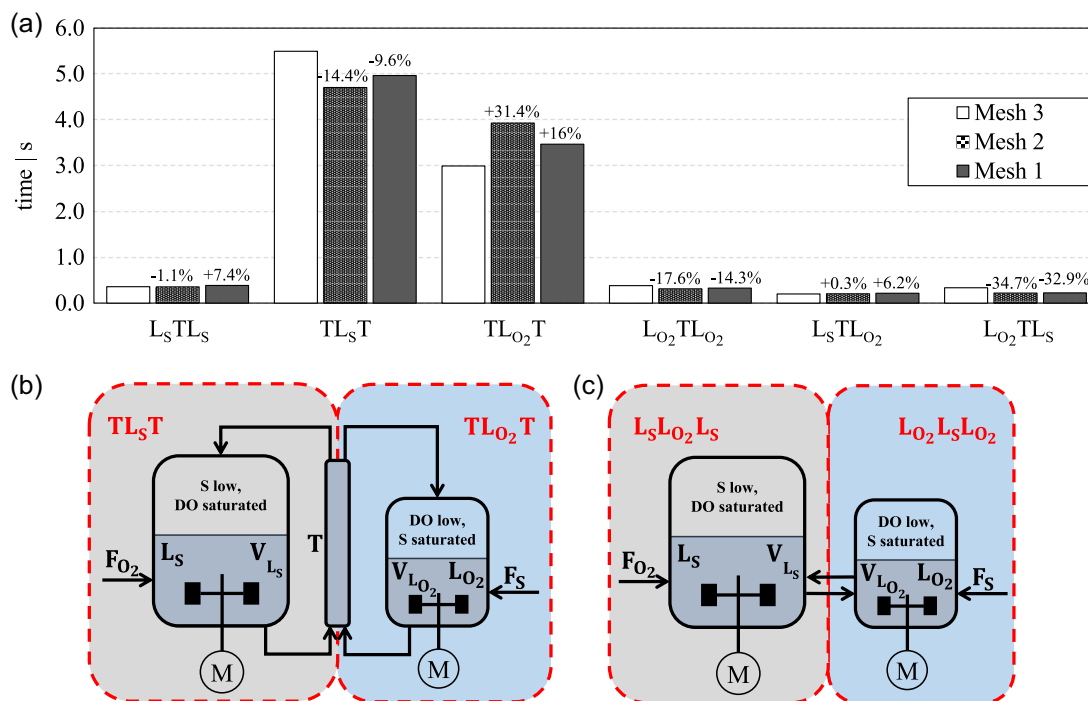 (a)
6.0
5.0
4.0
3.0
2.0
1.0
0.0
time | s
-1.1%
+7.4%
-14.4%
-9.6%
+31.4%
+16%
-17.6%
-14.3%
+0.3%
+6.2%
-34.7%
-32.9%
Mesh 3
Mesh 2
Mesh 1
LSTLS
TLST
TLO2T
LO2TLO2
LSTLO2
LO2TLS
(b)
TLST
TLO2T
S low,
DO saturated
DO low,
S saturated
T
FO2
LS
VLS
VLO2
LO2
FS
M
M
(c)
LSLO2LS
LO2LSLO2
S low,
DO saturated
DO low,
S saturated
FO2
LS
VLS
VLO2
LO2
FS
M
M